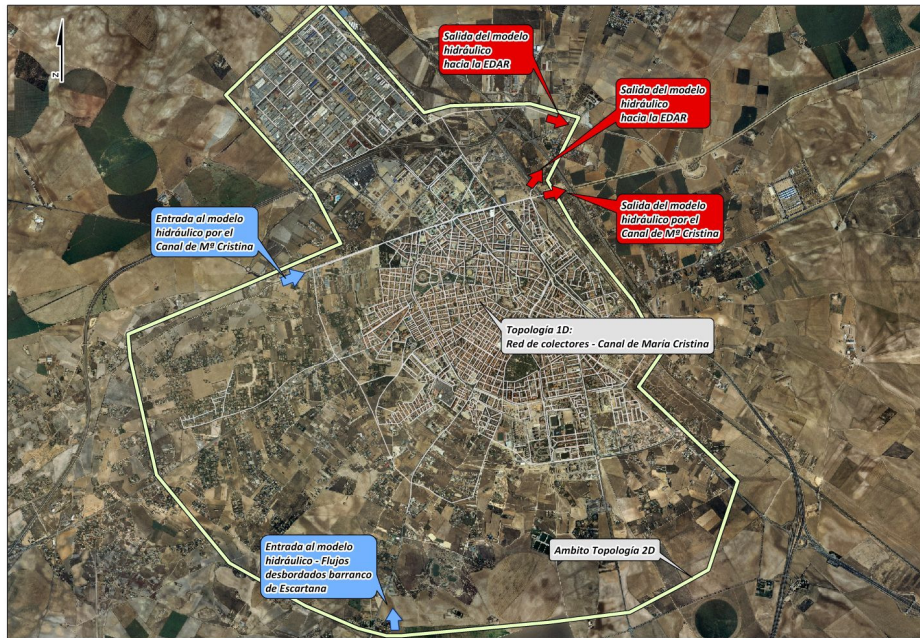 N
Salida del modelo
hidráulico
hacia la EDAR
Salida del modelo
hidráulico
hacia la EDAR
Entrada al modelo
hidráulico por el
Canal de Mª Cristina
Salida del modelo
hidráulico por el
Canal de Mª Cristina
Topología 1D:
Red de colectores - Canal de María Cristina
Entrada al modelo
hidráulico - Flujos
desbordados barranco
de Escartana
Ambito Topología 2D